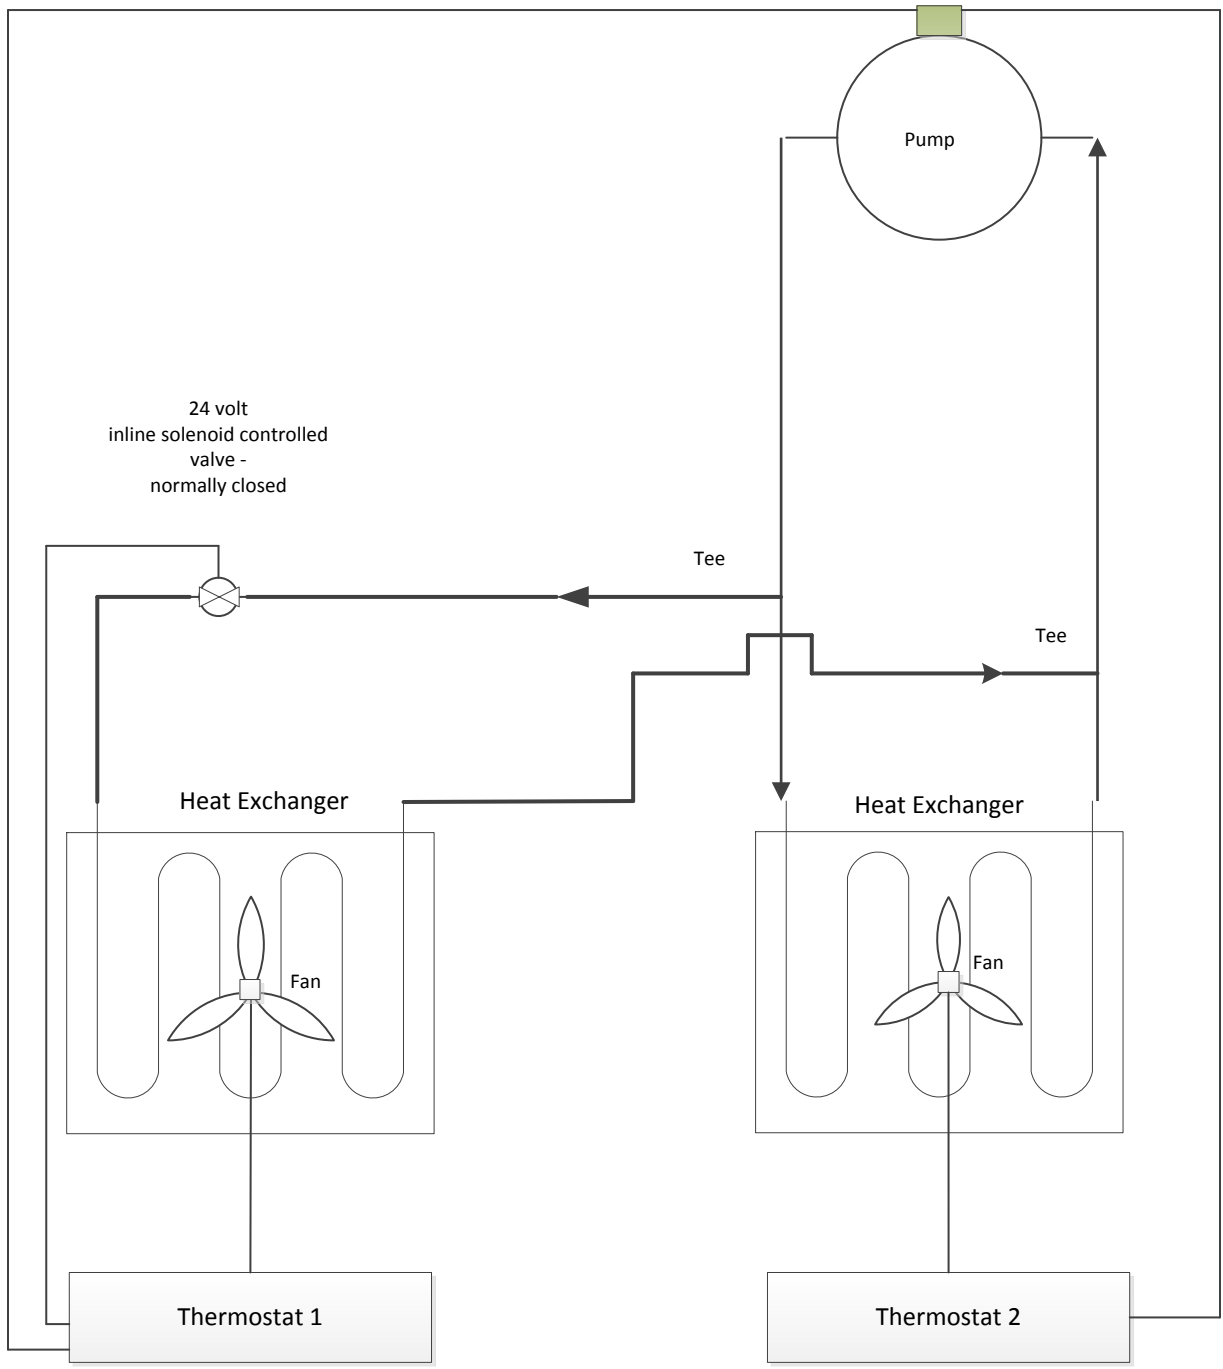 Pump
24 volt
inline solenoid controlled
valve -
normally closed
Tee
Tee
Heat Exchanger
Heat Exchanger
Fan
Fan
Thermostat 1
Thermostat 2